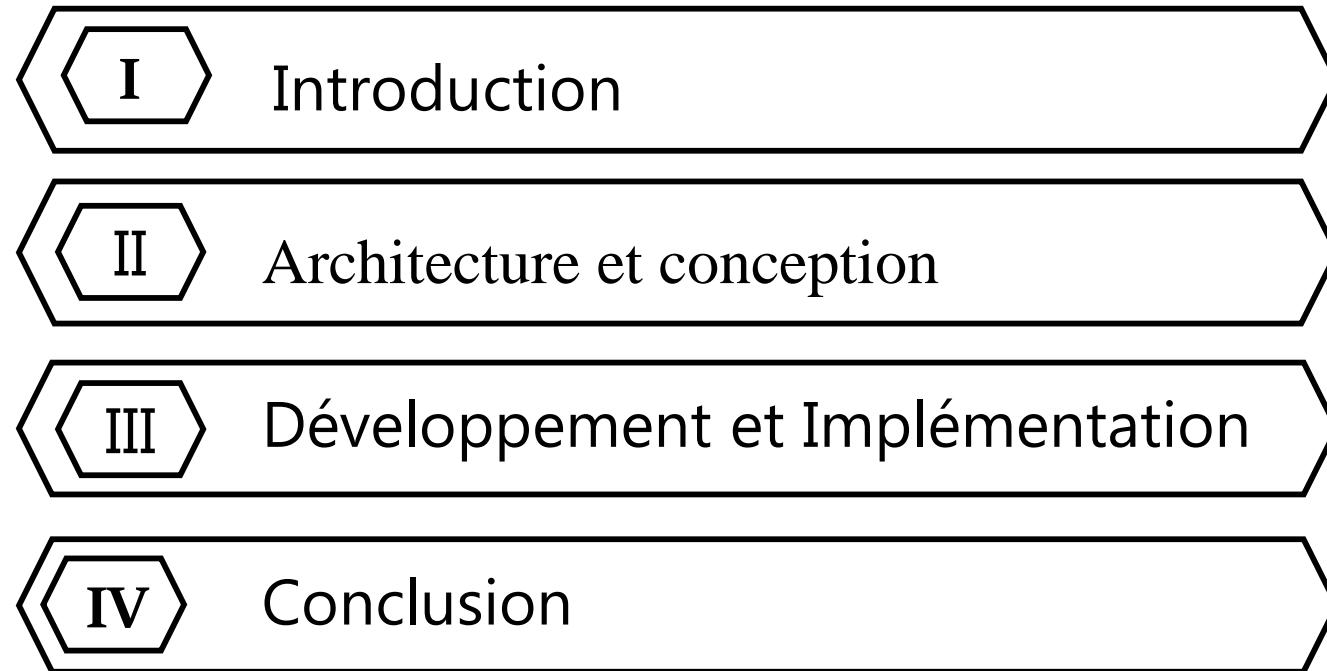 I Introduction
II Architecture et conception
III Développement et Implémentation
IV Conclusion